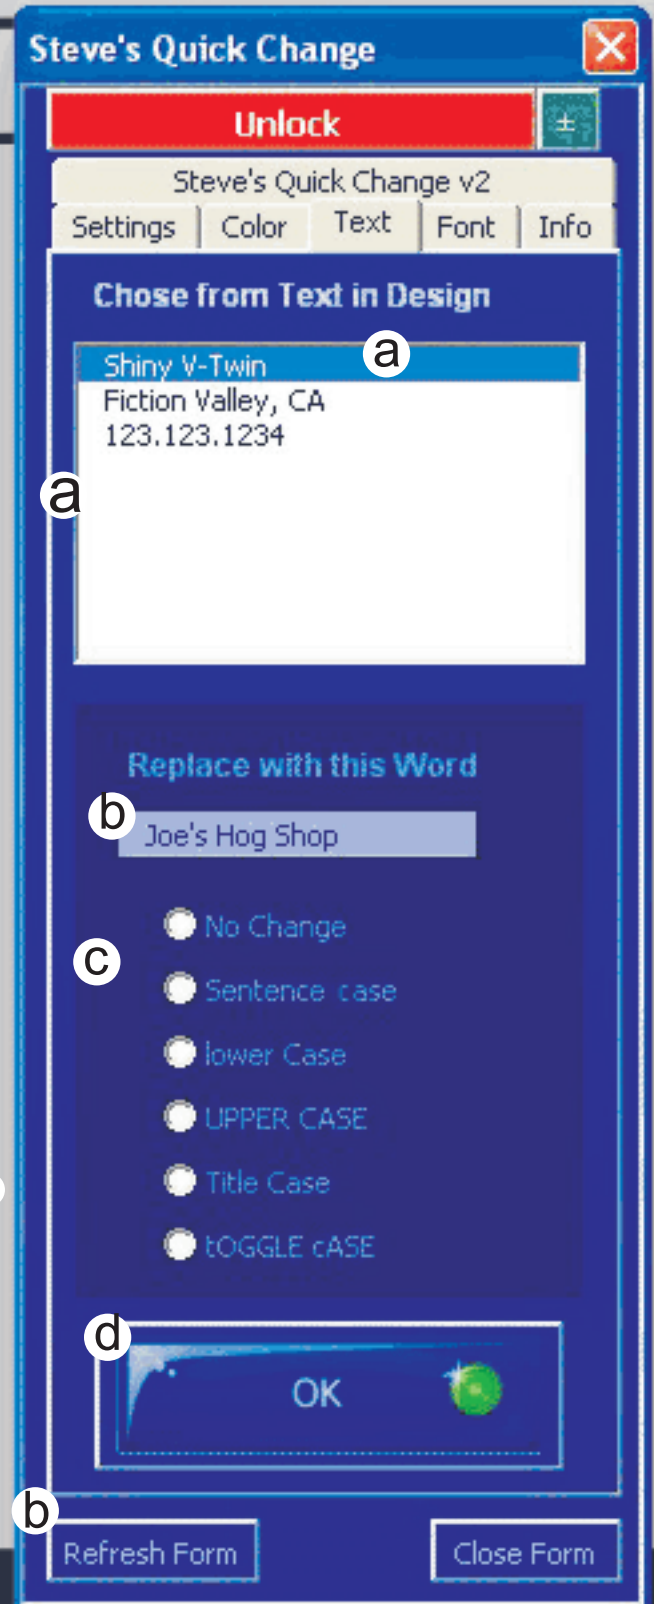 Steve's Quick Change
Unlock
±
Steve's Quick Change v2
Settings Color Text Font Info
Chose from Text in Design
Shiny V-Twin a
Fiction Valley, CA
123.123.1234
a
Replace with this Word
b Joe's Hog Shop
No Change
c
Sentence case
lower Case
UPPER CASE
Title Case
tOGGLE cASE
d
OK
b
Refresh Form Close Form